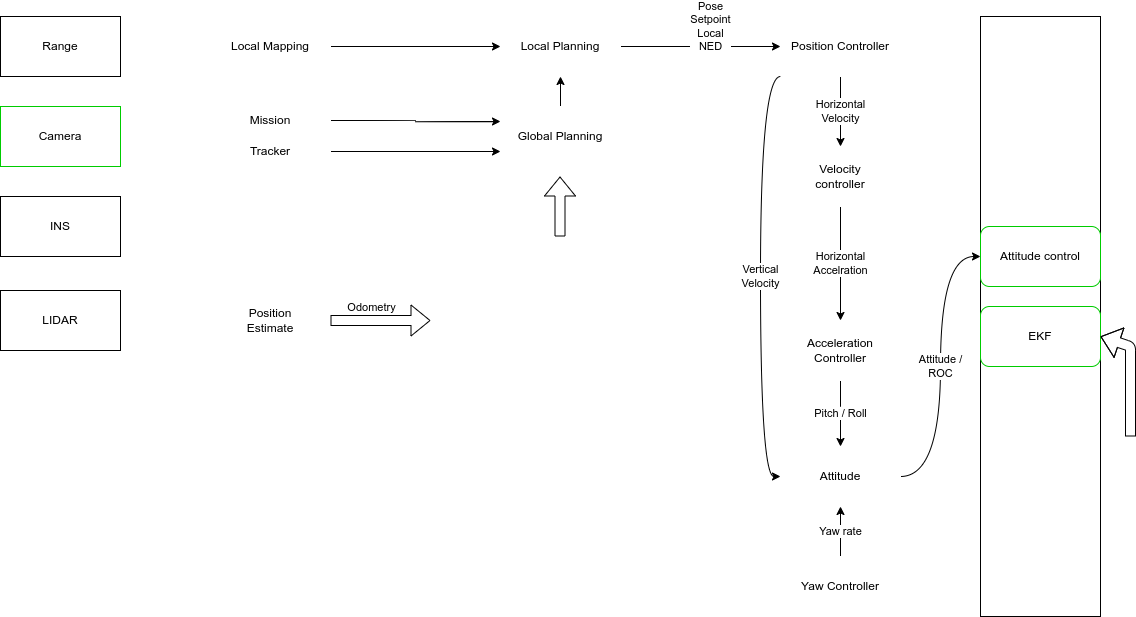 Range
Camera
INS
LIDAR
Local Mapping
Mission
Tracker
Position
Estimate
Odometry
Local Planning
Global Planning
Pose
Setpoint
Local
NED
Position Controller
Horizontal
Velocity
Velocity
controller
Horizontal
Accelration
Acceleration
Controller
Pitch / Roll
Attitude
Yaw rate
Yaw Controller
Vertical
Velocity
Attitude /
ROC
Attitude control
EKF